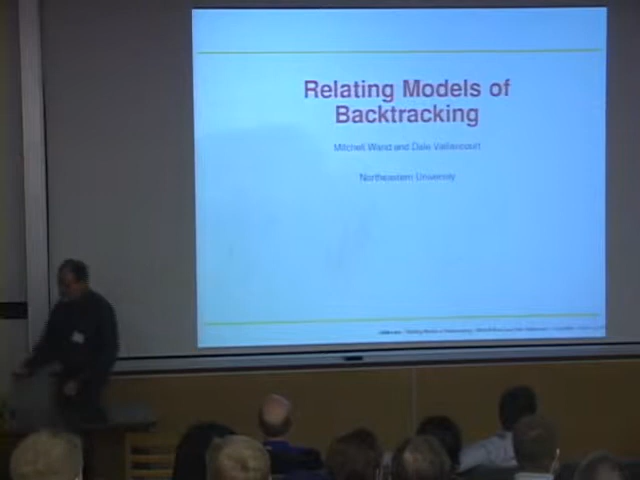 Relating Models of
Backtracking
Mitchell Wand and Dale Vaillancourt
Northeastern University